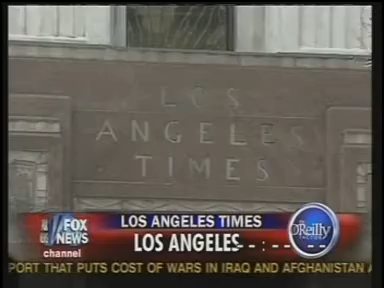 LOS
ANGELES
TIMES
FOX
NEWS
channel
LOS ANGELES TIMES
LOS ANGELES -- : -- --
O'Reilly
PORT THAT PUTS COST OF WARS IN IRAQ AND AFGHANISTAN A